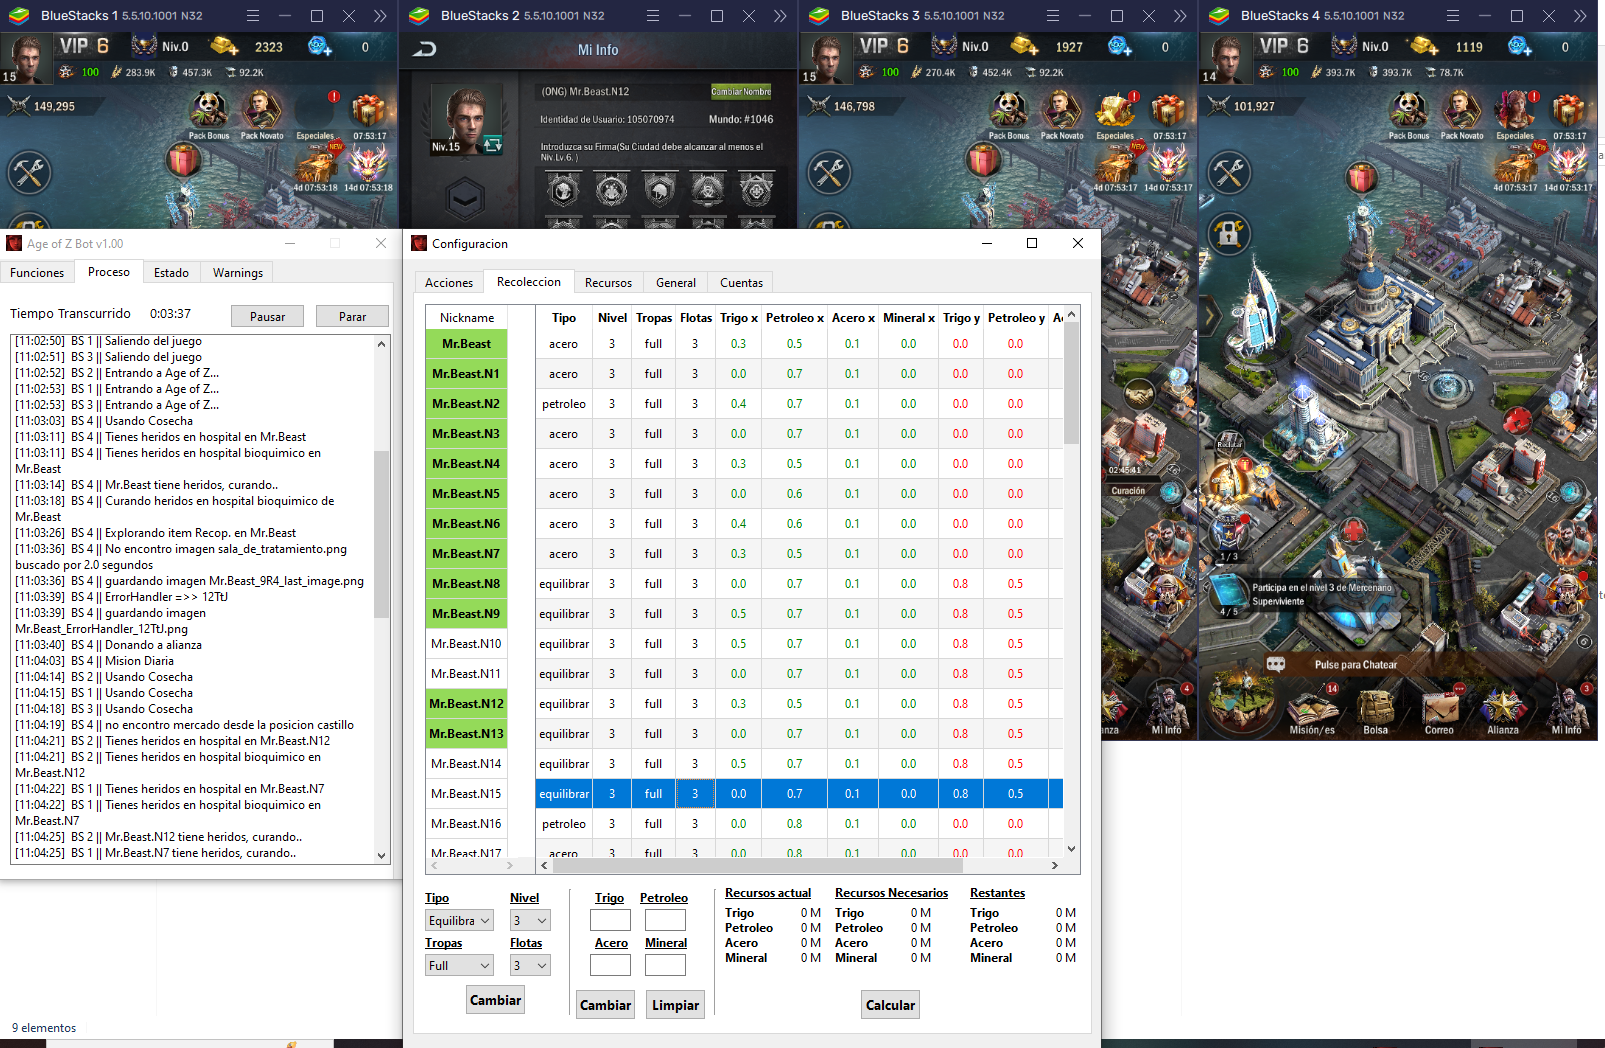 BlueStacks 1 5.5.10.1001 N32
VIP 6 Niv.0 2323 0
15 100 283.9K 457.3K 92.2K
149,295
Pack Bonus Pack Novato Especiales 07:53:17
NEW
4d 07:53:18 14d 07:53:18
BlueStacks 2 5.5.10.1001 N32
Mi Info
(ONG) Mr.Beast.N12 Cambiar Nombre
Identidad de Usuario: 105070974 Mundo: #1046
Niv.15
Introduzca su Firma(Su Ciudad debe alcanzar al menos el
Niv.Lv.6. )
BlueStacks 3 5.5.10.1001 N32
VIP 6 Niv.0 1927 0
15 100 270.4K 452.4K 92.2K
146,798
Pack Bonus Pack Novato Especiales 07:53:17
NEW
4d 07:53:17 14d 07:53:17
02:45:41
Curación
nza Mi Info
4
BlueStacks 4 5.5.10.1001 N32
VIP 6 Niv.0 1119 0
14 100 393.7K 393.7K 78.7K
101,927
Pack Bonus Pack Novato Especiales 07:53:17
NEW
4d 07:53:17 14d 07:53:17
Reclutar
1 / 3
Participa en el nivel 3 de Mercenario
Superviviente
4 / 5
Pulse para Chatear
14 3
Misión/es Bolsa Correo Alianza Mi Info
Age of Z Bot v1.00
Funciones Proceso Estado Warnings
Tiempo Transcurrido 0:03:37 Pausar Parar
[11:02:50] BS 1 || Saliendo del juego
[11:02:51] BS 3 || Saliendo del juego
[11:02:52] BS 2 || Entrando a Age of Z...
[11:02:53] BS 1 || Entrando a Age of Z...
[11:02:53] BS 3 || Entrando a Age of Z...
[11:03:03] BS 4 || Usando Cosecha
[11:03:11] BS 4 || Tienes heridos en hospital en Mr.Beast
[11:03:11] BS 4 || Tienes heridos en hospital bioquimico en
Mr.Beast
[11:03:14] BS 4 || Mr.Beast tiene heridos, curando..
[11:03:18] BS 4 || Curando heridos en hospital bioquimico de
Mr.Beast
[11:03:26] BS 4 || Explorando item Recop. en Mr.Beast
[11:03:36] BS 4 || No encontro imagen sala_de_tratamiento.png
buscado por 2.0 segundos
[11:03:36] BS 4 || guardando imagen Mr.Beast_9R4_last_image.png
[11:03:39] BS 4 || ErrorHandler =>> 12TtJ
[11:03:39] BS 4 || guardando imagen
Mr.Beast_ErrorHandler_12TtJ.png
[11:03:40] BS 4 || Donando a alianza
[11:04:03] BS 4 || Mision Diaria
[11:04:14] BS 2 || Usando Cosecha
[11:04:15] BS 1 || Usando Cosecha
[11:04:18] BS 3 || Usando Cosecha
[11:04:19] BS 4 || no encontro mercado desde la posicion castillo
[11:04:21] BS 2 || Tienes heridos en hospital en Mr.Beast.N12
[11:04:21] BS 2 || Tienes heridos en hospital bioquimico en
Mr.Beast.N12
[11:04:22] BS 1 || Tienes heridos en hospital en Mr.Beast.N7
[11:04:22] BS 1 || Tienes heridos en hospital bioquimico en
Mr.Beast.N7
[11:04:25] BS 2 || Mr.Beast.N12 tiene heridos, curando..
[11:04:25] BS 1 || Mr.Beast.N7 tiene heridos, curando..
9 elementos
Configuracion
Acciones Recoleccion Recursos General Cuentas
Nickname Tipo Nivel Tropas Flotas Trigo x Petroleo x Acero x Mineral x Trigo y Petroleo y
Mr.Beast acero 3 full 3 0.3 0.5 0.1 0.0 0.0 0.0
Mr.Beast.N1 acero 3 full 3 0.0 0.7 0.1 0.0 0.0 0.0
Mr.Beast.N2 petroleo 3 full 3 0.4 0.7 0.1 0.0 0.0 0.0
Mr.Beast.N3 acero 3 full 3 0.0 0.7 0.1 0.0 0.0 0.0
Mr.Beast.N4 acero 3 full 3 0.3 0.5 0.1 0.0 0.0 0.0
Mr.Beast.N5 acero 3 full 3 0.0 0.6 0.1 0.0 0.0 0.0
Mr.Beast.N6 acero 3 full 3 0.4 0.6 0.1 0.0 0.0 0.0
Mr.Beast.N7 acero 3 full 3 0.3 0.5 0.1 0.0 0.0 0.0
Mr.Beast.N8 equilibrar 3 full 3 0.0 0.7 0.1 0.0 0.8 0.5
Mr.Beast.N9 equilibrar 3 full 3 0.5 0.7 0.1 0.0 0.8 0.5
Mr.Beast.N10 equilibrar 3 full 3 0.5 0.7 0.1 0.0 0.8 0.5
Mr.Beast.N11 equilibrar 3 full 3 0.0 0.7 0.1 0.0 0.8 0.5
Mr.Beast.N12 equilibrar 3 full 3 0.3 0.5 0.1 0.0 0.8 0.5
Mr.Beast.N13 equilibrar 3 full 3 0.0 0.7 0.1 0.0 0.8 0.5
Mr.Beast.N14 equilibrar 3 full 3 0.5 0.7 0.1 0.0 0.8 0.5
Mr.Beast.N15 equilibrar 3 full 3 0.0 0.7 0.1 0.0 0.8 0.5
Mr.Beast.N16 petroleo 3 full 3 0.0 0.8 0.1 0.0 0.0 0.0
Mr.Beast.N17 acero 3 full 3 0.0 0.8 0.1 0.0 0.0 0.0
Tipo Nivel
Equilibra 3
Tropas Flotas
Full 3
Cambiar
Trigo Petroleo
Acero Mineral
Cambiar Limpiar
Recursos actual Recursos Necesarios Restantes
Trigo 0 M Trigo 0 M Trigo 0 M
Petroleo 0 M Petroleo 0 M Petroleo 0 M
Acero 0 M Acero 0 M Acero 0 M
Mineral 0 M Mineral 0 M Mineral 0 M
Calcular